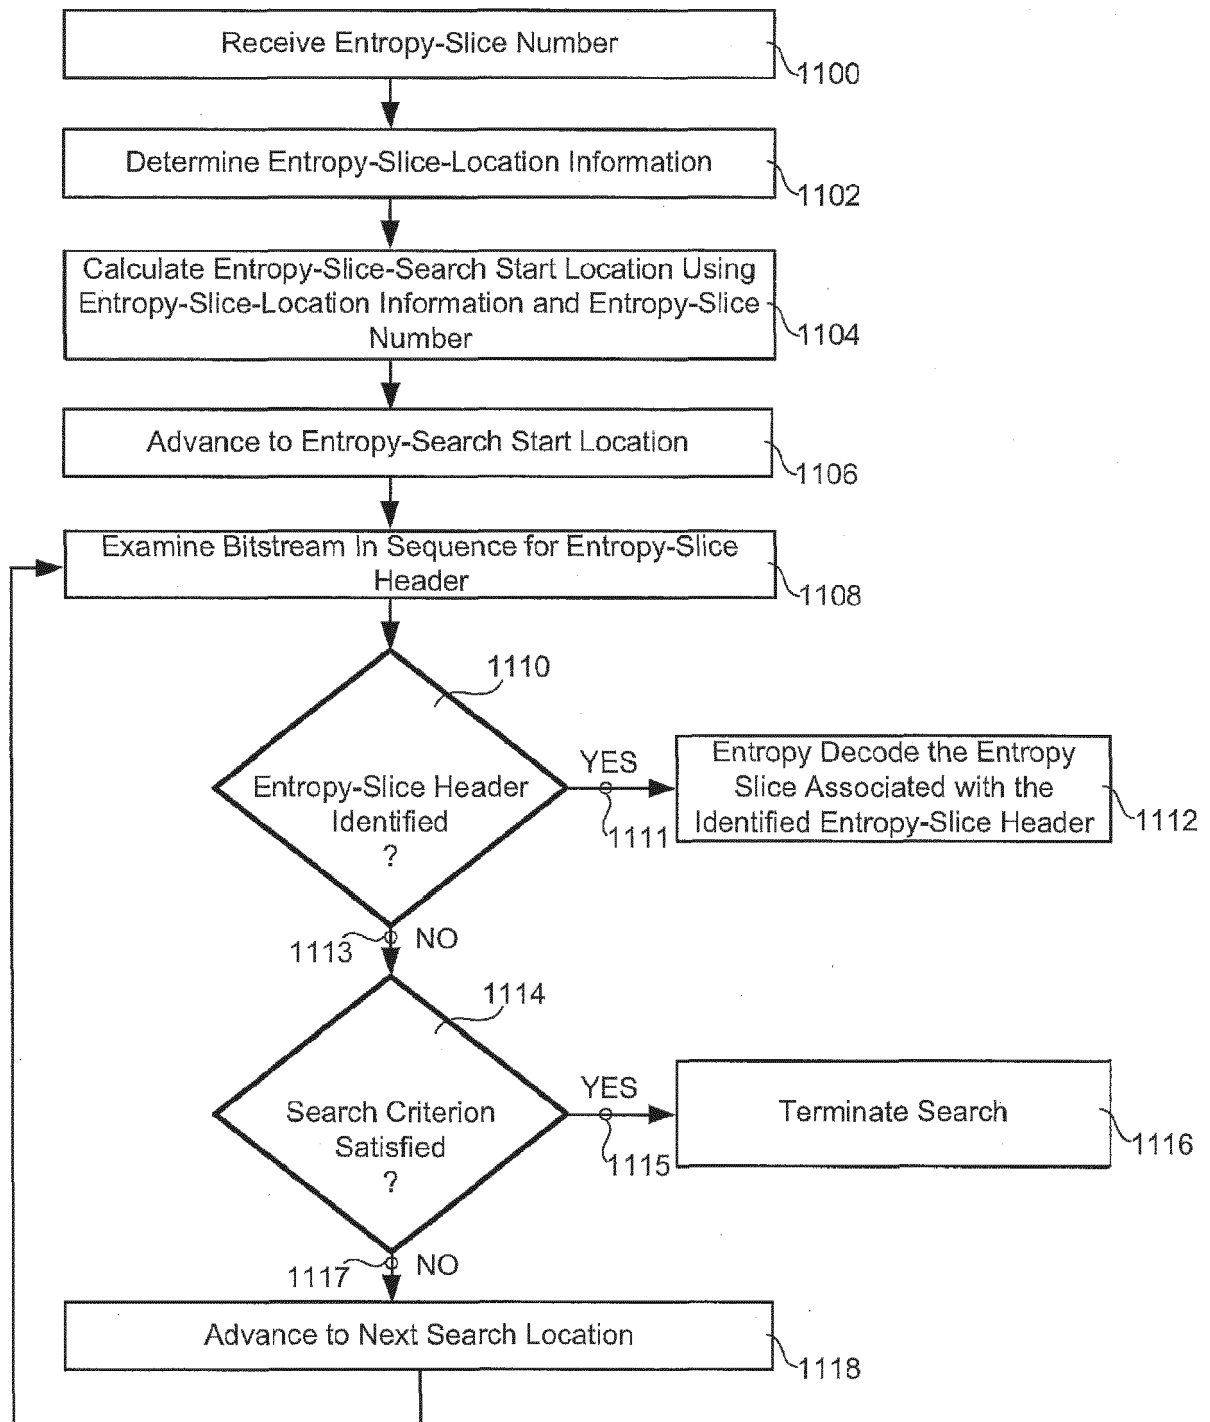 Receive Entropy-Slice Number
1100
Determine Entropy-Slice-Location Information
1102
Calculate Entropy-Slice-Search Start Location Using
Entropy-Slice-Location Information and Entropy-Slice
Number
1104
Advance to Entropy-Search Start Location
1106
Examine Bitstream In Sequence for Entropy-Slice
Header
1108
1110
Entropy-Slice Header
Identified
?
YES
1111
Entropy Decode the Entropy
Slice Associated with the
Identified Entropy-Slice Header
1112
1113
NO
1114
Search Criterion
Satisfied
?
YES
1115
Terminate Search
1116
1117
NO
Advance to Next Search Location
1118